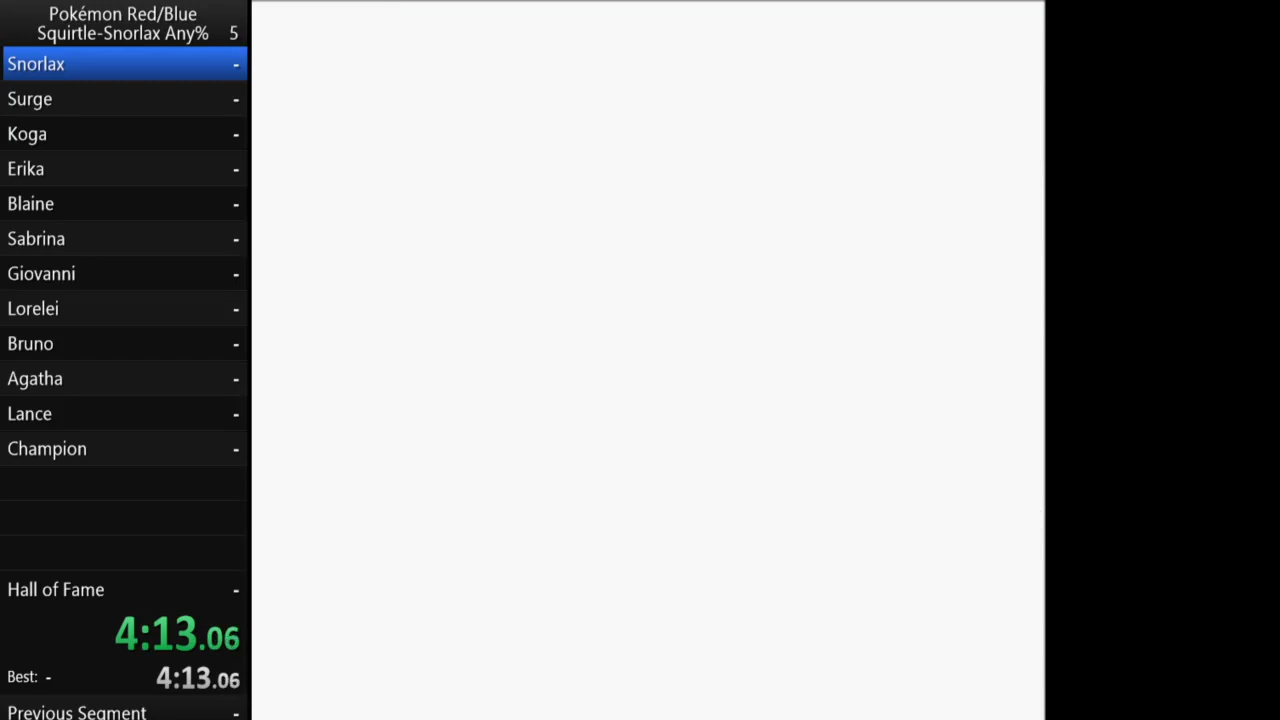 Pokémon Red/Blue
Squirtle-Snorlax Any% 5
Snorlax -
Surge -
Koga -
Erika -
Blaine -
Sabrina -
Giovanni -
Lorelei -
Bruno -
Agatha -
Lance -
Champion -
Hall of Fame -
4:13.06
Best: - 4:13.06
Previous Segment -